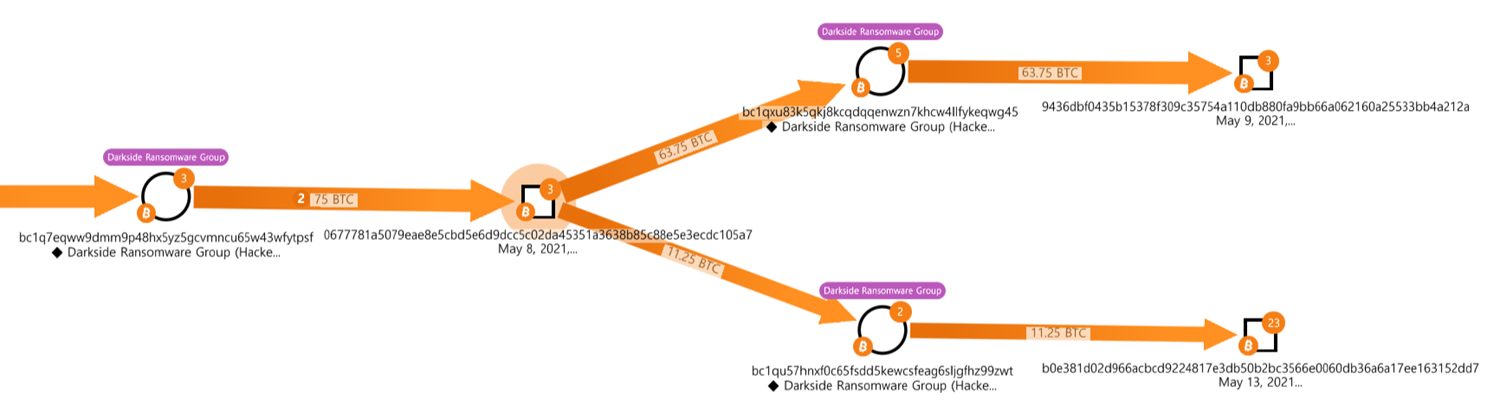 Darkside Ransomware Group
3
bc1q7eqww9dmm9p48hx5yz5gcvmncu65w43wfytpsf
◆ Darkside Ransomware Group (Hacke...
2 75 BTC
3
0677781a5079eae8e5cbd5e6d9dcc5c02da45351a3638b85c88e5e3ecdc105a7
May 8, 2021,...
63.75 BTC
11.25 BTC
Darkside Ransomware Group
5
bc1qxu83k5qkj8kcqdqqenwzn7khcw4llfykeqwg45
◆ Darkside Ransomware Group (Hacke...
63.75 BTC
3
9436dbf0435b15378f309c35754a110db880fa9bb66a062160a25533bb4a212a
May 9, 2021,...
Darkside Ransomware Group
2
bc1qu57hnxf0c65fsdd5kewcsfeag6sljgfhz99zwt
◆ Darkside Ransomware Group (Hacke...
11.25 BTC
23
b0e381d02d966acbcd9224817e3db50b2bc3566e0060db36a6a17ee163152dd7
May 13, 2021...